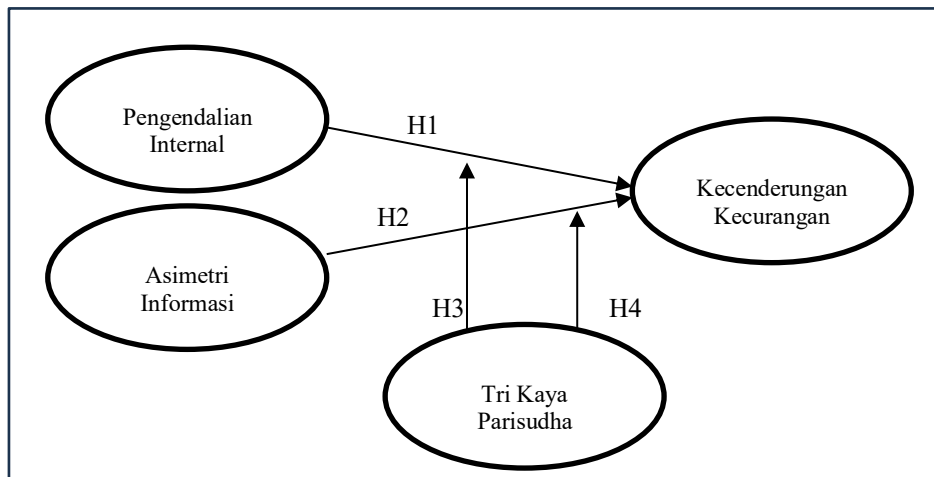 Pengendalian
Internal
H1
Kecenderungan
Kecurangan
H2
Asimetri
Informasi
H3
H4
Tri Kaya
Parisudha